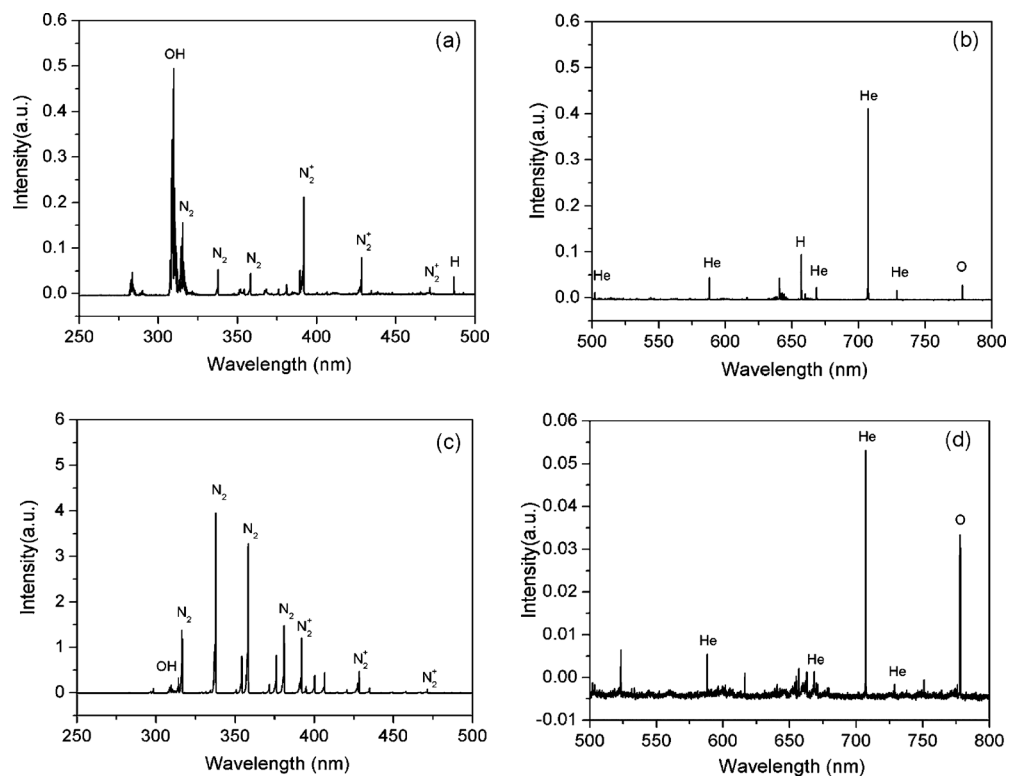 (a)
0.6
0.5
0.4
0.3
0.2
0.1
0.0
Intensity(a.u.)
OH
N2
N2
N2
N2+
N2+
N2+
H
250 300 350 400 450 500
Wavelength (nm)
(b)
0.6
0.5
0.4
0.3
0.2
0.1
0.0
Intensity(a.u.)
He
He
H
He
He
He
O
500 550 600 650 700 750 800
Wavelength (nm)
(c)
6
5
4
3
2
1
0
Intensity(a.u.)
OH
N2
N2
N2
N2
N2+
N2+
N2+
250 300 350 400 450 500
Wavelength (nm)
(d)
0.06
0.05
0.04
0.03
0.02
0.01
0.00
-0.01
Intensity(a.u.)
He
He
He
He
O
500 550 600 650 700 750 800
Wavelength (nm)